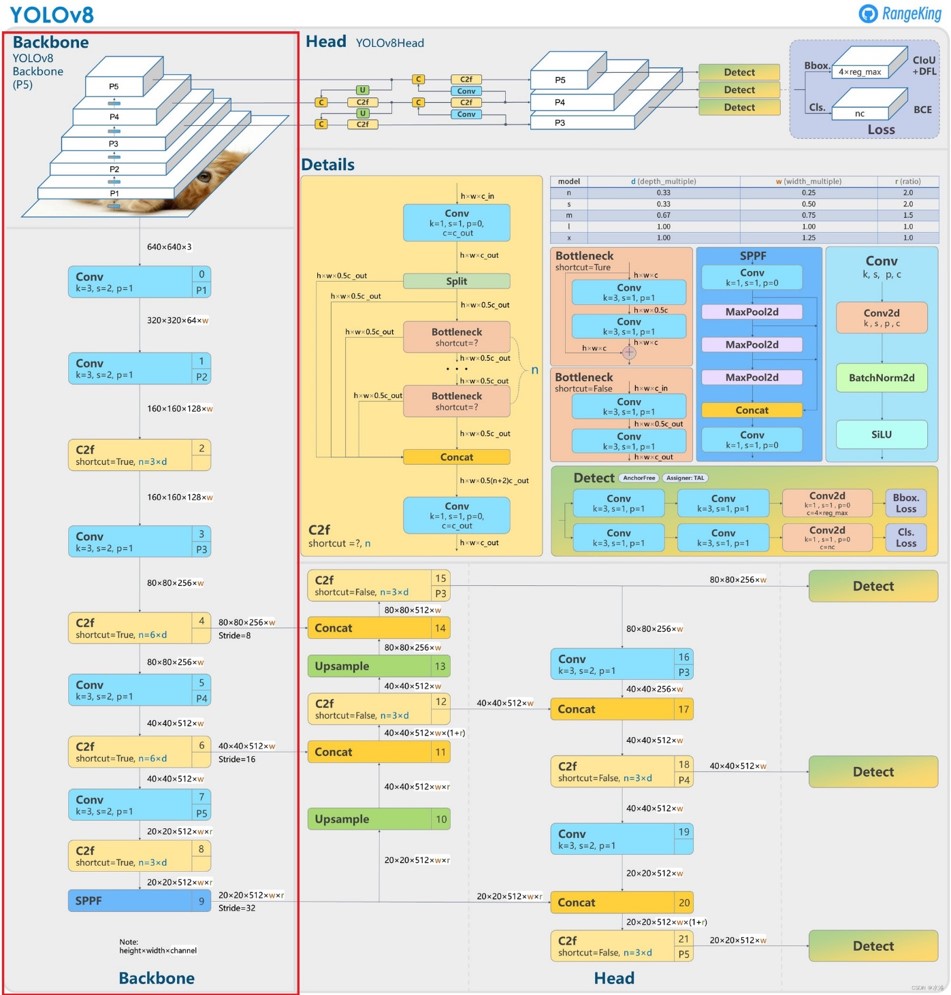 YOLOv8
RangeKing
Backbone
YOLOv8
Backbone
(P5)
P5
P4
P3
P2
P1
Head YOLOv8Head
C
C2f
U
Conv
C
C2f
C
C2f
U
Conv
C
C2f
P5
P4
P3
Detect
Detect
Detect
Bbox.
4×reg_max
CIoU
+DFL
Cls.
nc
BCE
Loss
640×640×3
Conv
k=3, s=2, p=1
0
P1
320×320×64×w
Conv
k=3, s=2, p=1
1
P2
160×160×128×w
C2f
shortcut=True, n=3×d
2
160×160×128×w
Conv
k=3, s=2, p=1
3
P3
80×80×256×w
C2f
shortcut=True, n=6×d
4
80×80×256×w
Stride=8
80×80×256×w
Conv
k=3, s=2, p=1
5
P4
40×40×512×w
C2f
shortcut=True, n=6×d
6
40×40×512×w
Stride=16
40×40×512×w
Conv
k=3, s=2, p=1
7
P5
20×20×512×w×r
C2f
shortcut=True, n=3×d
8
20×20×512×w×r
SPPF
9
20×20×512×w×r
Stride=32
Note:
height×width×channel
Backbone
Details
h×w×c_in
Conv
k=1, s=1, p=0,
c=c_out
h×w×c_out
Split
h×w×0.5c_out
h×w×0.5c_out
h×w×0.5c_out
Bottleneck
shortcut=?
h×w×0.5c_out
• • •
n
h×w×0.5c_out
h×w×0.5c_out
Bottleneck
shortcut=?
h×w×0.5c_out
Concat
h×w×0.5(n+2)c_out
Conv
k=1, s=1, p=0,
c=c_out
h×w×c_out
C2f
shortcut =?, n
model d (depth_multiple) w (width_multiple) r (ratio)
n 0.33 0.25 2.0
s 0.33 0.50 2.0
m 0.67 0.75 1.5
l 1.00 1.00 1.0
x 1.00 1.25 1.0
Bottleneck
shortcut=Ture
h×w×c
Conv
k=3, s=1, p=1
h×w×0.5c
Conv
k=3, s=1, p=1
h×w×c
h×w×c
+
Bottleneck
shortcut=False
h×w×c_in
Conv
k=3, s=1, p=1
h×w×0.5c_out
Conv
k=3, s=1, p=1
h×w×c_out
SPPF
Conv
k=1, s=1, p=0
MaxPool2d
MaxPool2d
MaxPool2d
Concat
Conv
k=1, s=1, p=0
Conv
k, s, p, c
Conv2d
k, s, p, c
BatchNorm2d
SiLU
Detect AnchorFree Assigner: TAL
Conv
k=3, s=1, p=1
Conv
k=3, s=1, p=1
Conv2d
k=1, s=1, p=0
c=4×reg_max
Bbox.
Loss
Conv
k=3, s=1, p=1
Conv
k=3, s=1, p=1
Conv2d
k=1, s=1, p=0
c=nc
Cls.
Loss
C2f
shortcut=False, n=3×d
15
P3
80×80×256×w
Detect
80×80×512×w
Concat
14
80×80×256×w
Upsample
13
40×40×512×w
C2f
shortcut=False, n=3×d
12
40×40×512×w
40×40×512×w×(1+r)
Concat
11
40×40×512×w×r
Upsample
10
20×20×512×w×r
20×20×512×w×r
80×80×256×w
Conv
k=3, s=2, p=1
16
P3
40×40×256×w
Concat
17
40×40×512×w
C2f
shortcut=False, n=3×d
18
P4
40×40×512×w
Detect
40×40×512×w
Conv
k=3, s=2, p=1
19
20×20×512×w
Concat
20
20×20×512×w×(1+r)
C2f
shortcut=False, n=3×d
21
P5
20×20×512×w
Detect
Head